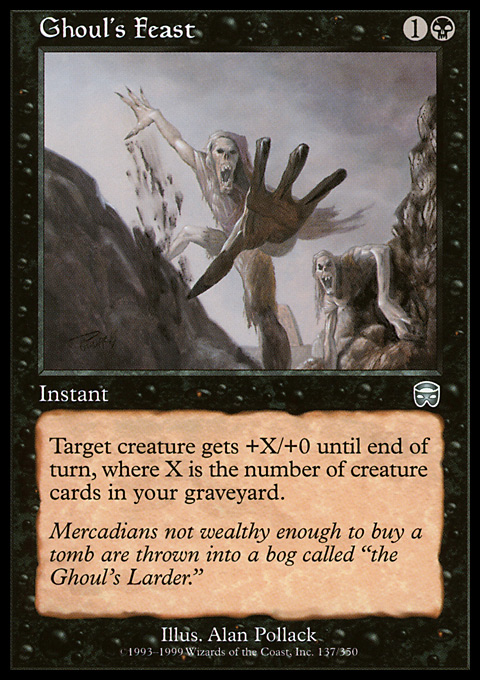 Ghoul's Feast
1
Instant
Target creature gets +X/+0 until end of
turn, where X is the number of creature
cards in your graveyard.
Mercadians not wealthy enough to buy a
tomb are thrown into a bog called “the
Ghoul's Larder.”
Illus. Alan Pollack
©1993–1999 Wizards of the Coast, Inc. 137/350